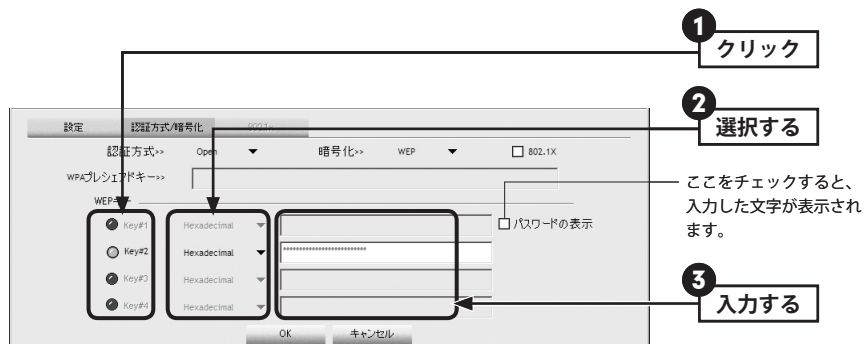 1
クリック
2
選択する
設定 認証方式/暗号化 802.1x
認証方式>> Open 暗号化>> WEP 802.1X
WPAプレシェアドキー>>
WEPキー
Key#1 Hexadecimal パスワードの表示
Key#2 Hexadecimal **************************
Key#3 Hexadecimal
Key#4 Hexadecimal
OK キャンセル
ここをチェックすると、
入力した文字が表示され
ます。
3
入力する